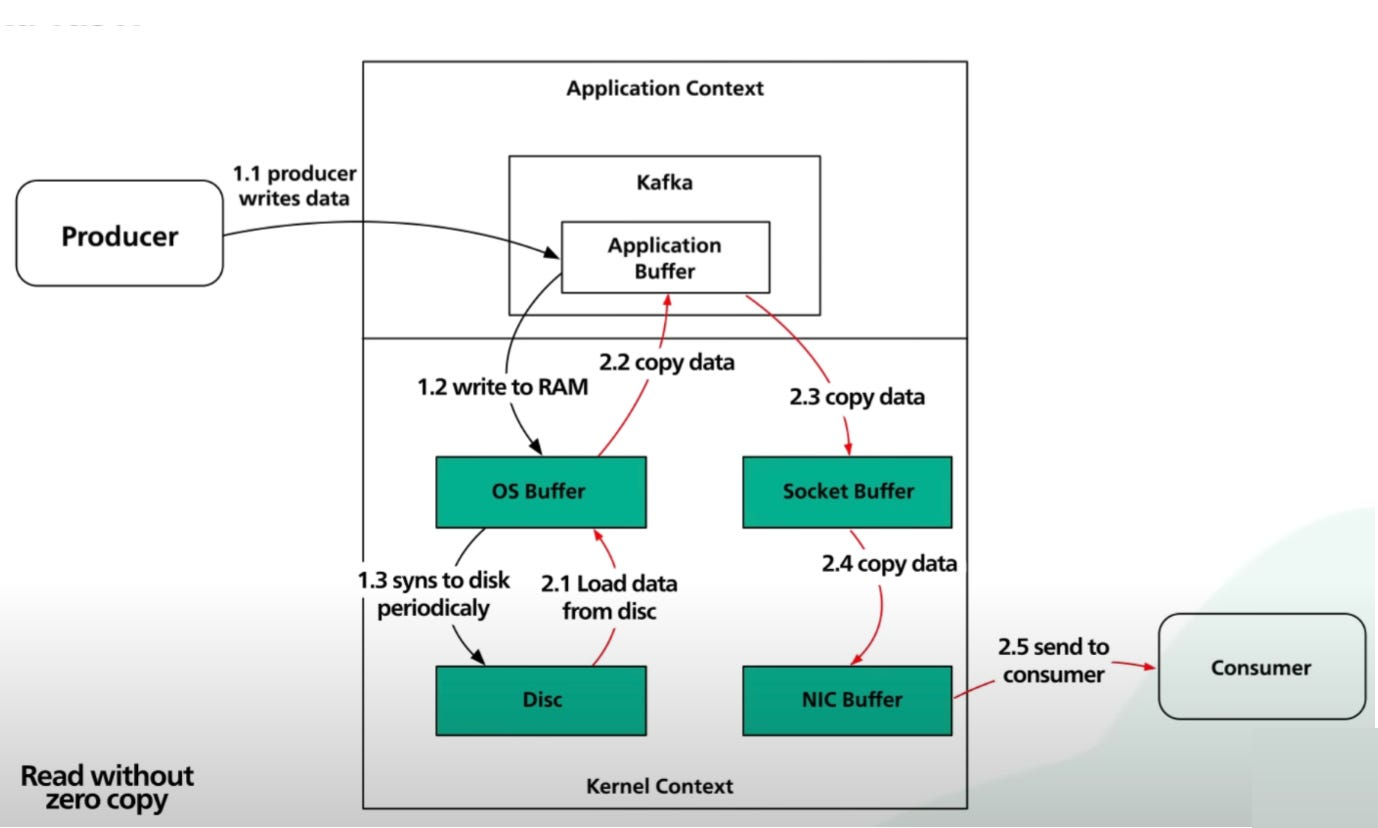 Application Context
Kafka
1.1 producer
writes data
Producer
Application
Buffer
2.2 copy data
1.2 write to RAM
2.3 copy data
OS Buffer
Socket Buffer
1.3 syns to disk
periodicaly
2.1 Load data
from disc
2.4 copy data
2.5 send to
consumer
Consumer
Disc
NIC Buffer
Read without
zero copy
Kernel Context